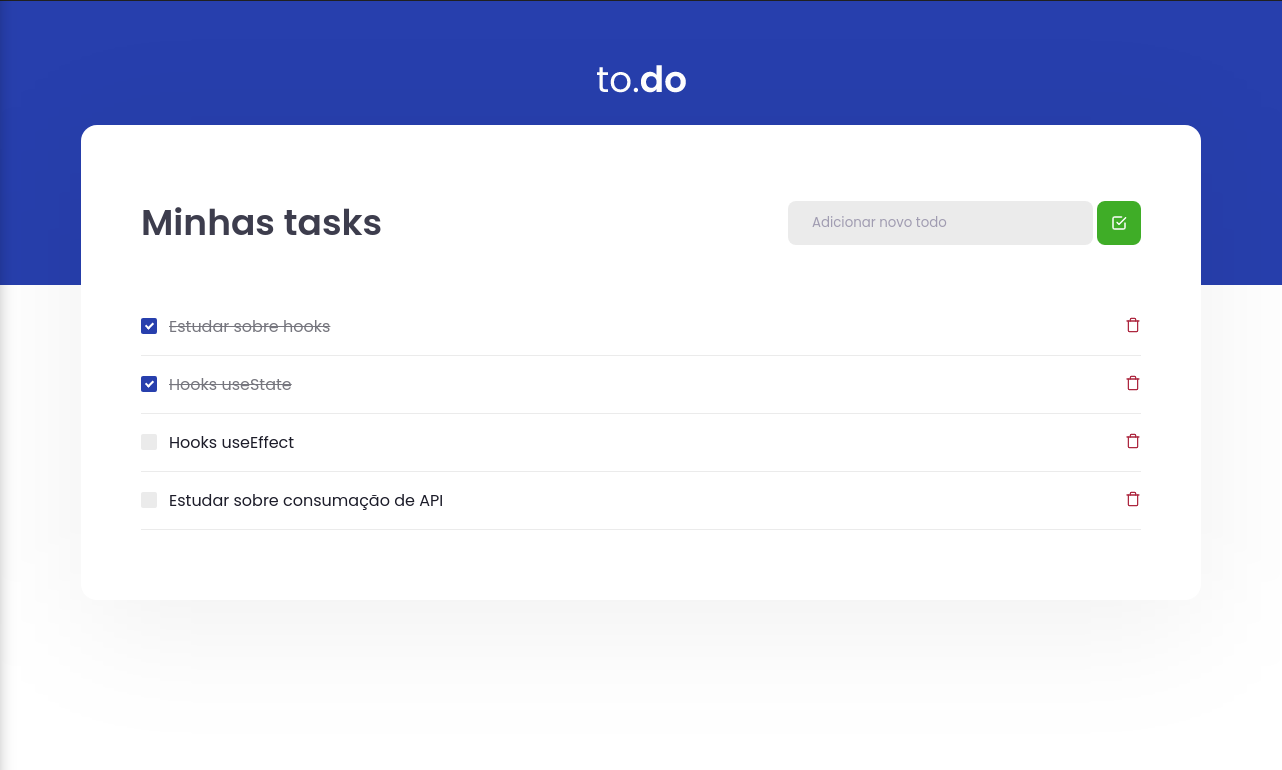 to.do
Minhas tasks
Adicionar novo todo
Estudar sobre hooks
Hooks useState
Hooks useEffect
Estudar sobre consumação de API